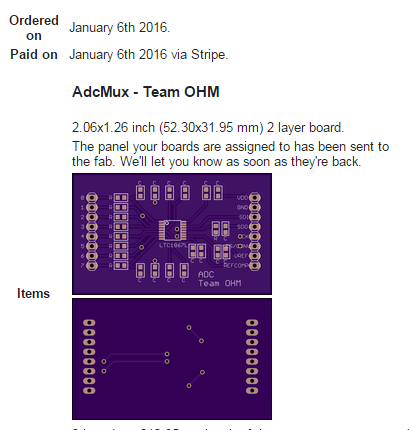 Ordered on
January 6th 2016.
Paid on
January 6th 2016 via Stripe.
AdcMux - Team OHM
2.06x1.26 inch (52.30x31.95 mm) 2 layer board.
The panel your boards are assigned to has been sent to
the fab. We'll let you know as soon as they're back.
Items
0
1
2
3
4
5
6
7
VDD
GND
SDI
SDO
VREF
REFCOMP
LTC1867L
ADC
Team OHM